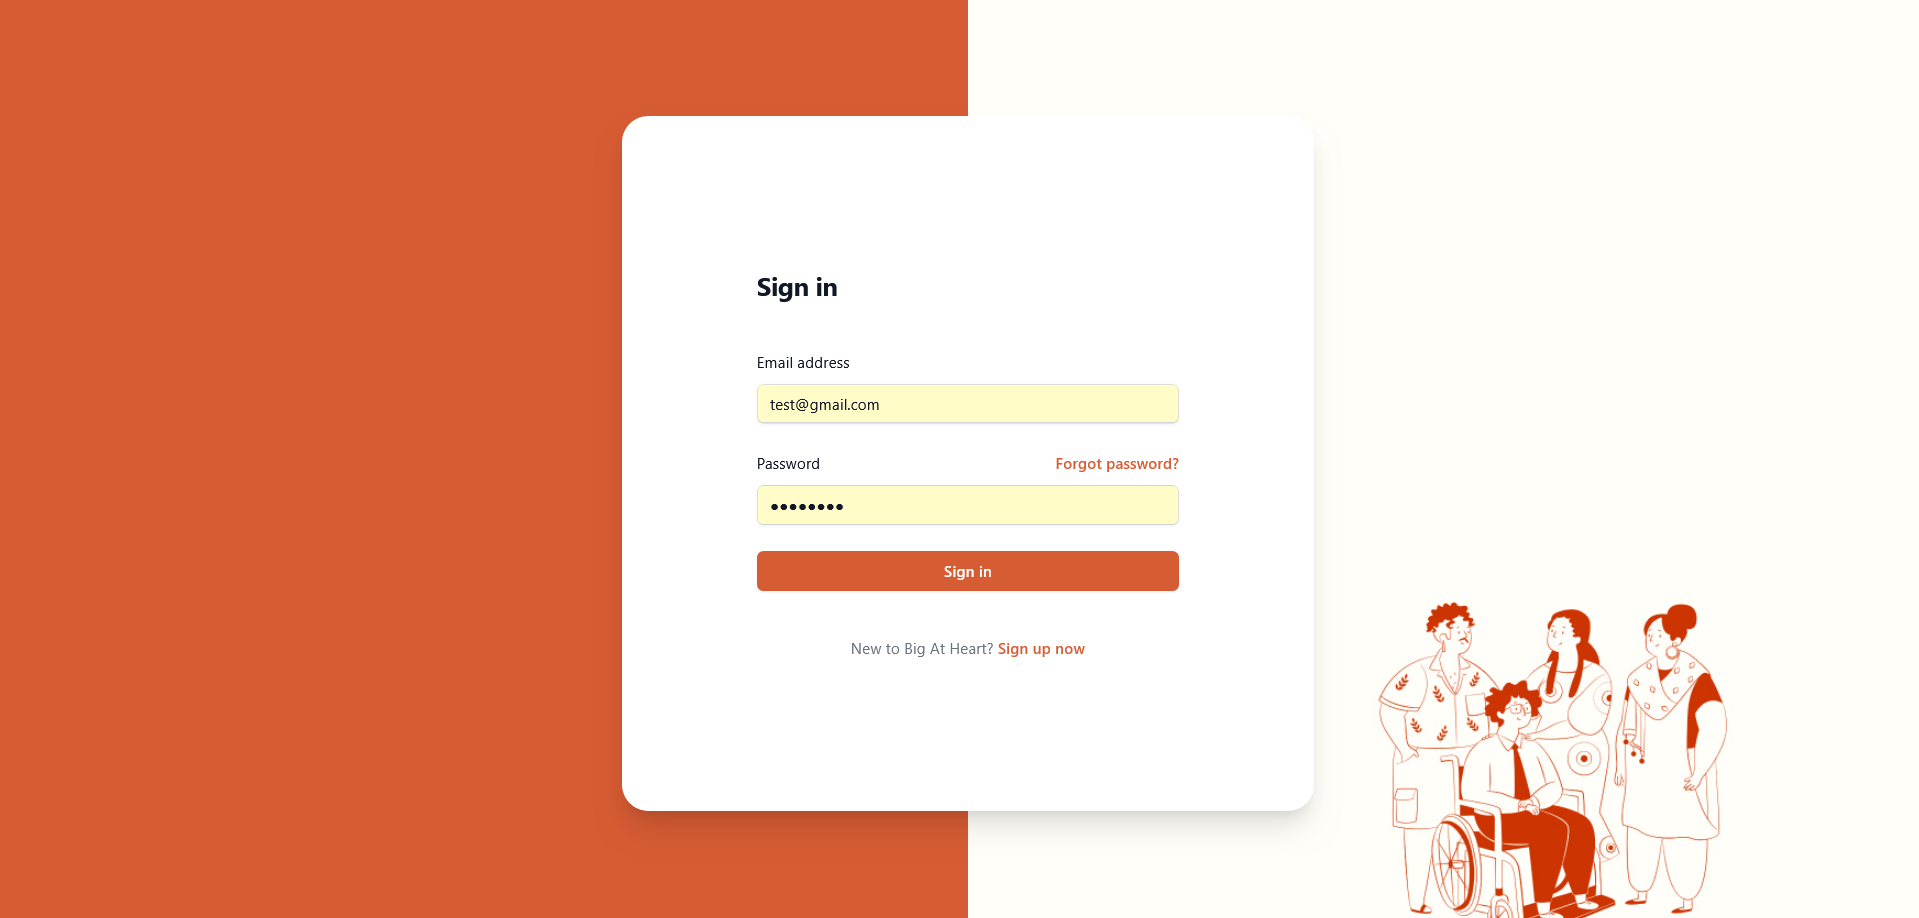 Sign in
Email address
test@gmail.com
Password Forgot password?
••••••••
Sign in
New to Big At Heart? Sign up now